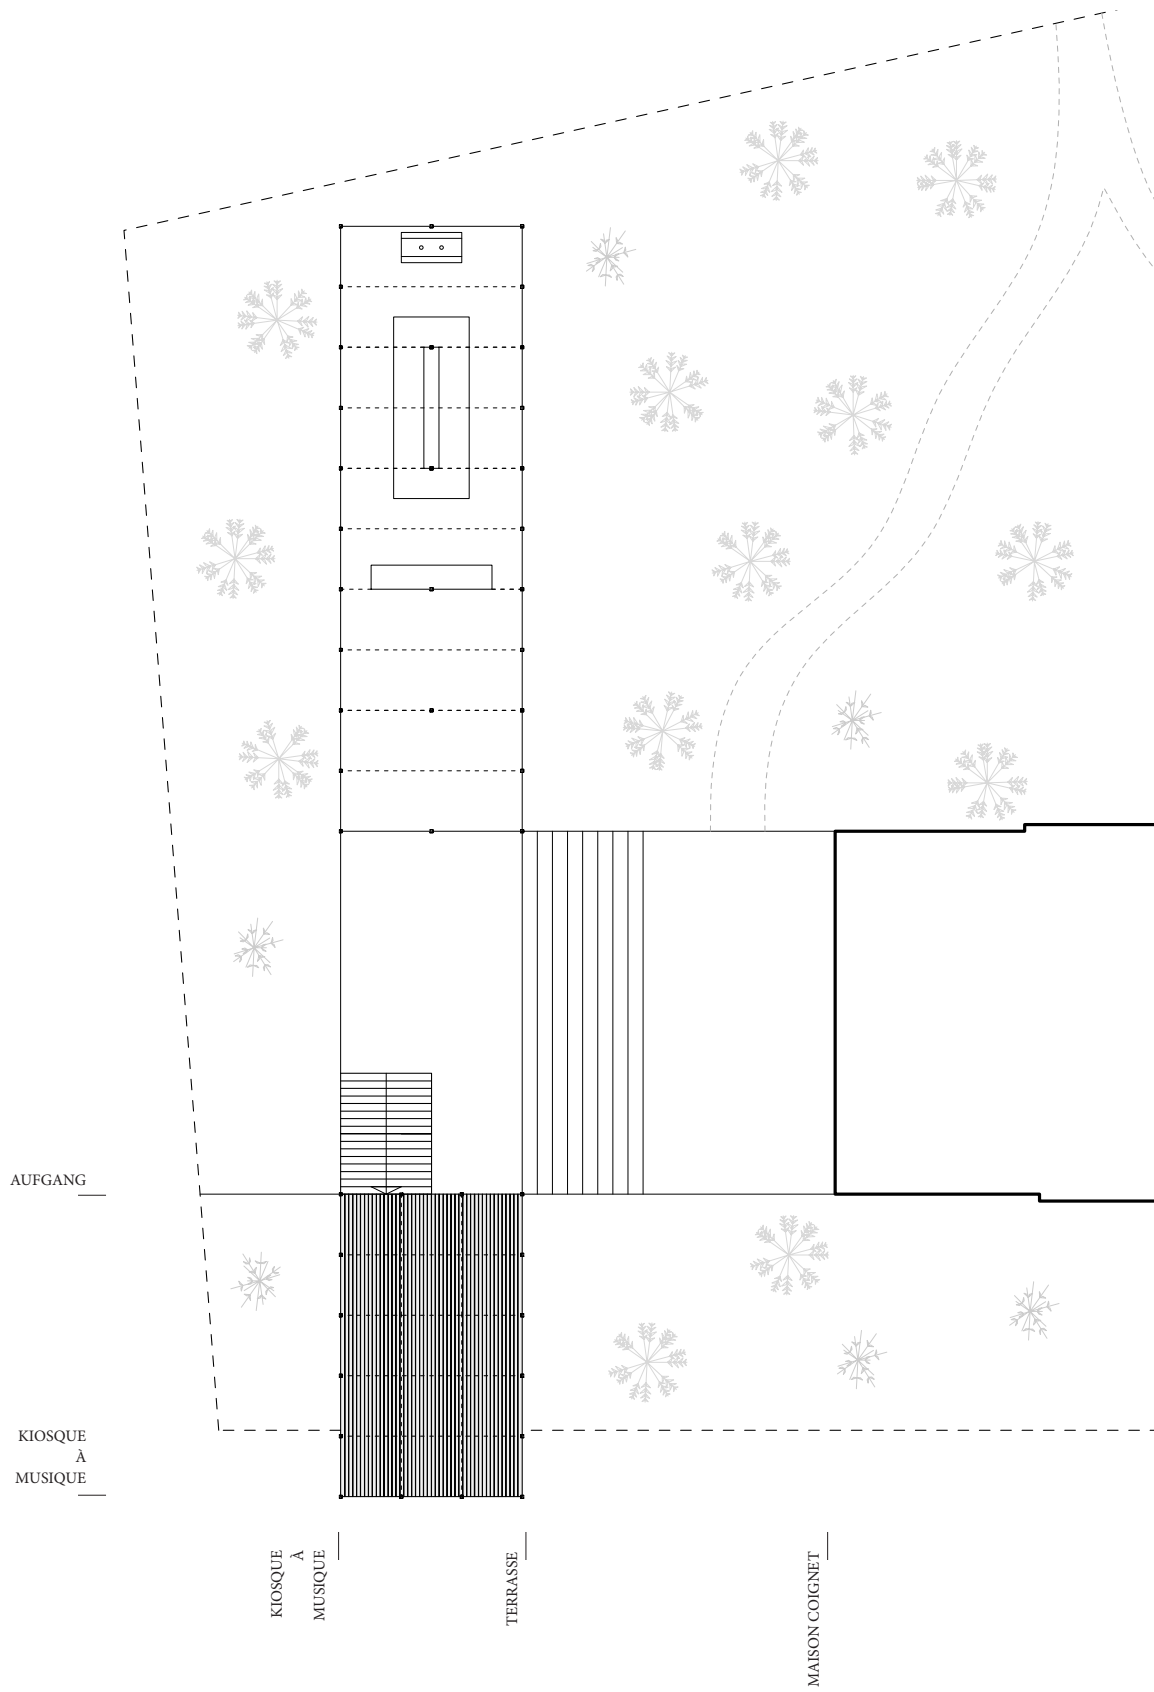 AUFGANG
KIOSQUE
À
MUSIQUE
KIOSQUE
À
MUSIQUE
TERRASSE
MAISON COIGNET